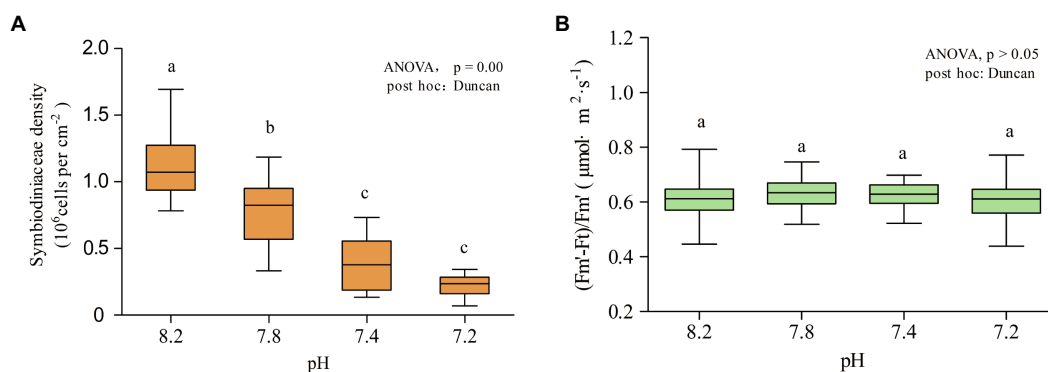 A
Symbiodiniaceae density
(10⁶cells per cm⁻²)
2.0
1.5
1.0
0.5
0
a
b
c
c
ANOVA， p = 0.00
post hoc：Duncan
8.2
7.8
7.4
7.2
pH
B
(Fm'-Ft)/Fm' ( μmol· m⁻²·s⁻¹)
1.2
1.0
0.8
0.6
0.4
0.2
a
a
a
a
ANOVA, p > 0.05
post hoc: Duncan
8.2
7.8
7.4
7.2
pH